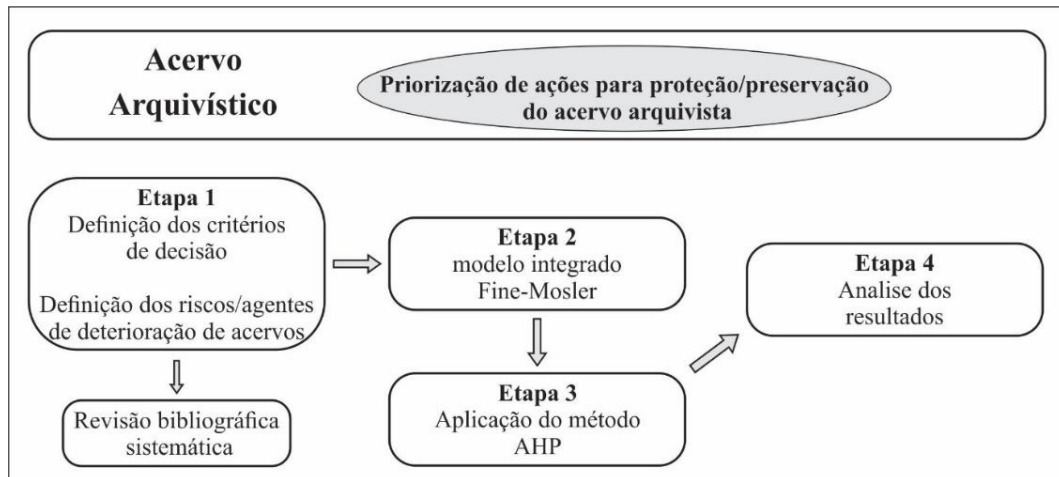 Acervo
Arquivístico
Priorização de ações para proteção/preservação
do acervo arquivista
Etapa 1
Definição dos critérios
de decisão
Definição dos riscos/agentes
de deterioração de acervos
Revisão bibliográfica
sistemática
Etapa 2
modelo integrado
Fine-Mosler
Etapa 3
Aplicação do método
AHP
Etapa 4
Analise dos
resultados